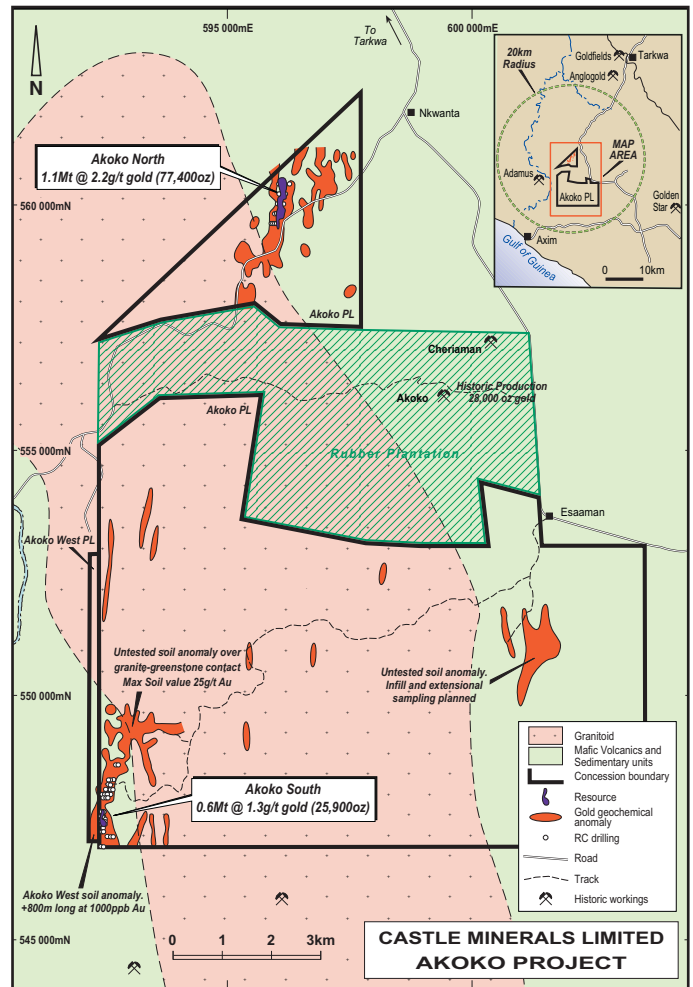 595 000mE
600 000mE
To
Tarkwa
N
Nkwanta
20km
Radius
Goldfields
Tarkwa
Anglogold
MAP
AREA
Adamus
Akoko PL
Golden
Star
Axim
Gulf of Guinea
0 10km
Akoko North
1.1Mt @ 2.2g/t gold (77,400oz)
560 000mN
Akoko PL
Cheriaman
Akoko
Historic Production
28,000 oz gold
Akoko PL
555 000mN
Rubber Plantation
Esaaman
Akoko West PL
Untested soil anomaly over
granite-greenstone contact
Max Soil value 25g/t Au
Untested soil anomaly.
Infill and extensional
sampling planned
550 000mN
Akoko South
0.6Mt @ 1.3g/t gold (25,900oz)
Granitoid
Mafic Volcanics and
Sedimentary units
Concession boundary
Resource
Gold geochemical
anomaly
RC drilling
Road
Track
Historic workings
Akoko West soil anomaly.
+800m long at 1000ppb Au
545 000mN
0 1 2 3km
CASTLE MINERALS LIMITED
AKOKO PROJECT